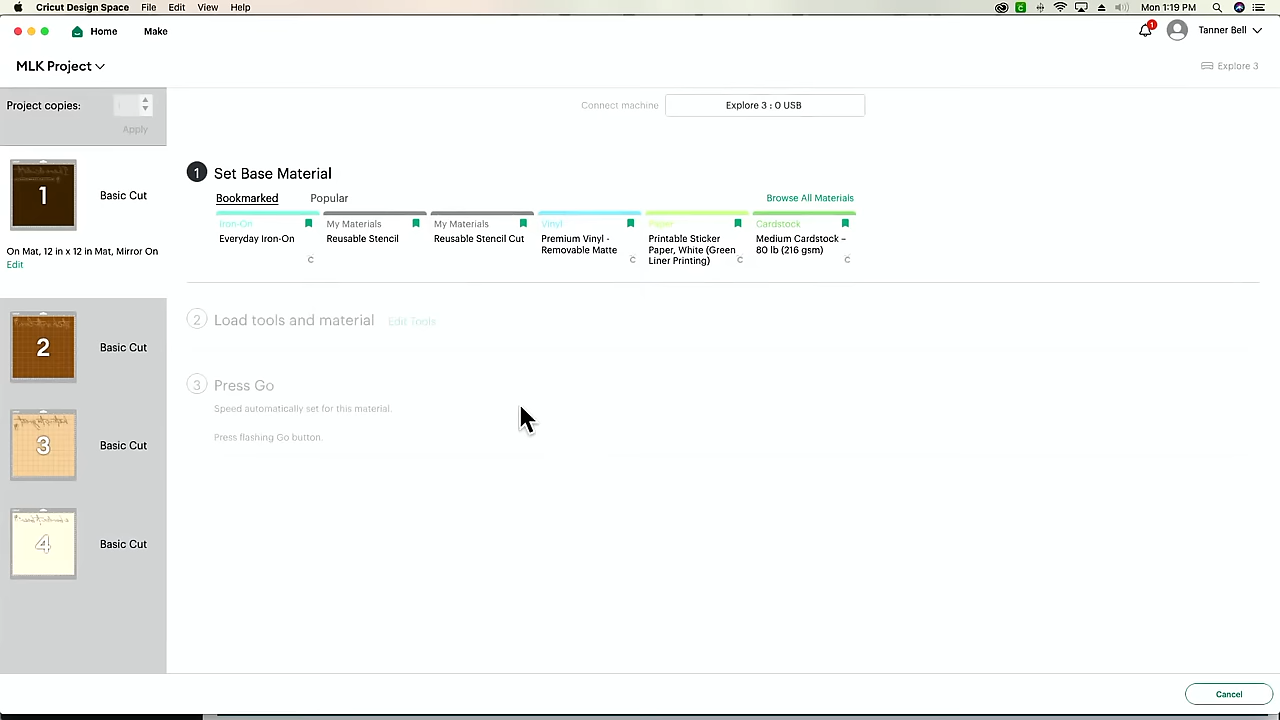 Cricut Design Space File Edit View Help Mon 1:19 PM
Home Make 1 Tanner Bell
MLK Project Explore 3
Project copies: 1
Apply
Connect machine Explore 3 : 0 USB
1 Basic Cut
On Mat, 12 in x 12 in Mat, Mirror On
Edit
2 Basic Cut
3 Basic Cut
4 Basic Cut
1 Set Base Material
Bookmarked Popular Browse All Materials
Iron-On
Everyday Iron-On
C
My Materials
Reusable Stencil
My Materials
Reusable Stencil Cut
Vinyl
Premium Vinyl -
Removable Matte
C
Paper
Printable Sticker
Paper, White (Green
Liner Printing)
C
Cardstock
Medium Cardstock –
80 lb (216 gsm)
C
2 Load tools and material Edit Tools
3 Press Go
Speed automatically set for this material.
Press flashing Go button.
Cancel